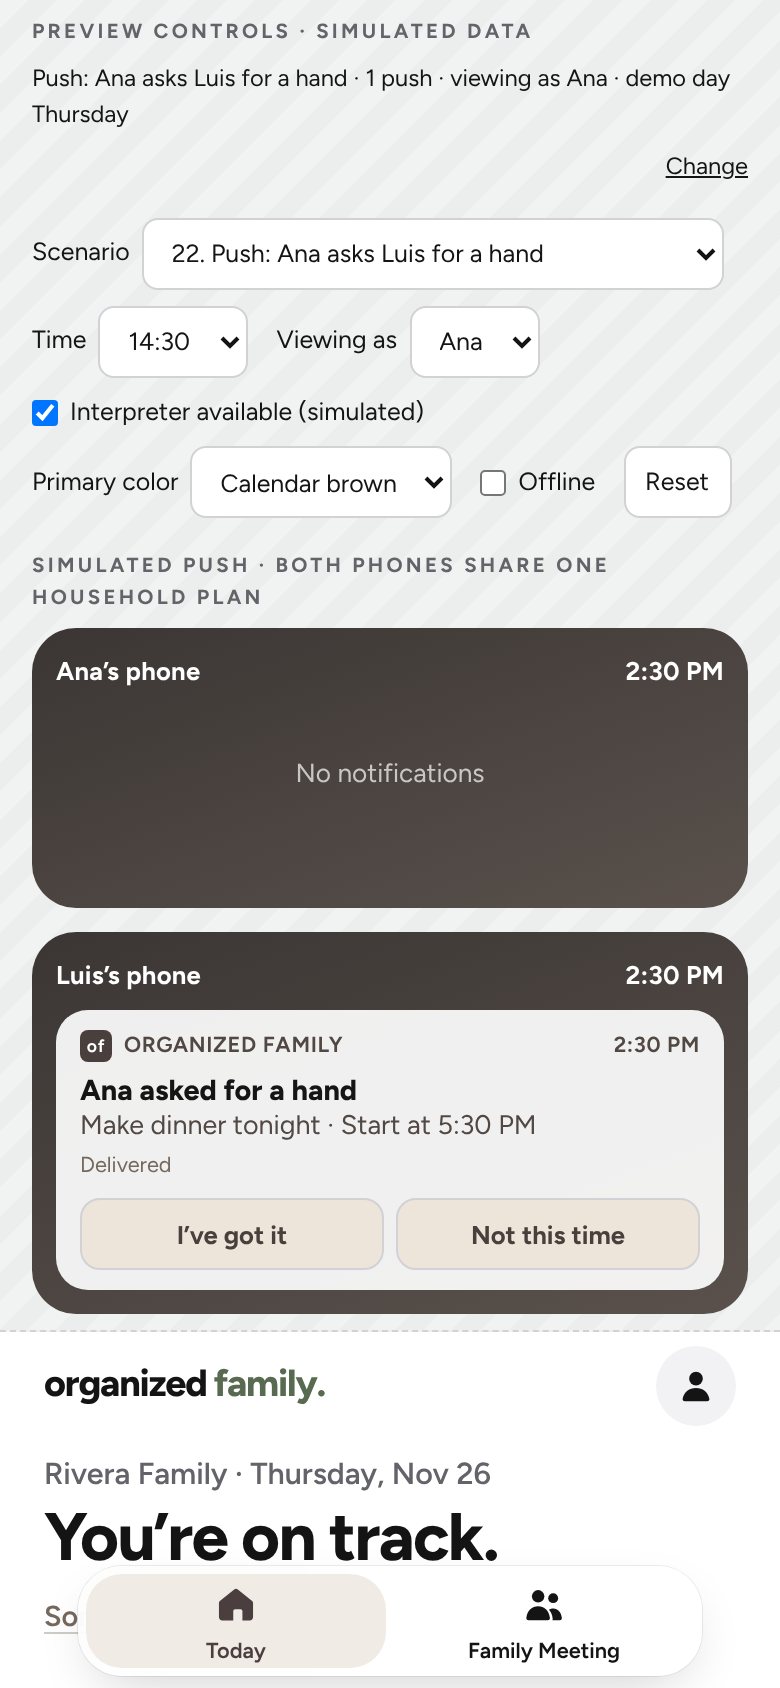 PREVIEW CONTROLS · SIMULATED DATA
Push: Ana asks Luis for a hand · 1 push · viewing as Ana · demo day
Thursday
Change
Scenario 22. Push: Ana asks Luis for a hand
Time 14:30 Viewing as Ana
Interpreter available (simulated)
Primary color Calendar brown Offline Reset
SIMULATED PUSH · BOTH PHONES SHARE ONE
HOUSEHOLD PLAN
Ana’s phone 2:30 PM
No notifications
Luis’s phone 2:30 PM
of ORGANIZED FAMILY 2:30 PM
Ana asked for a hand
Make dinner tonight · Start at 5:30 PM
Delivered
I’ve got it Not this time
organized family.
Rivera Family · Thursday, Nov 26
You’re on track.
So
Today Family Meeting